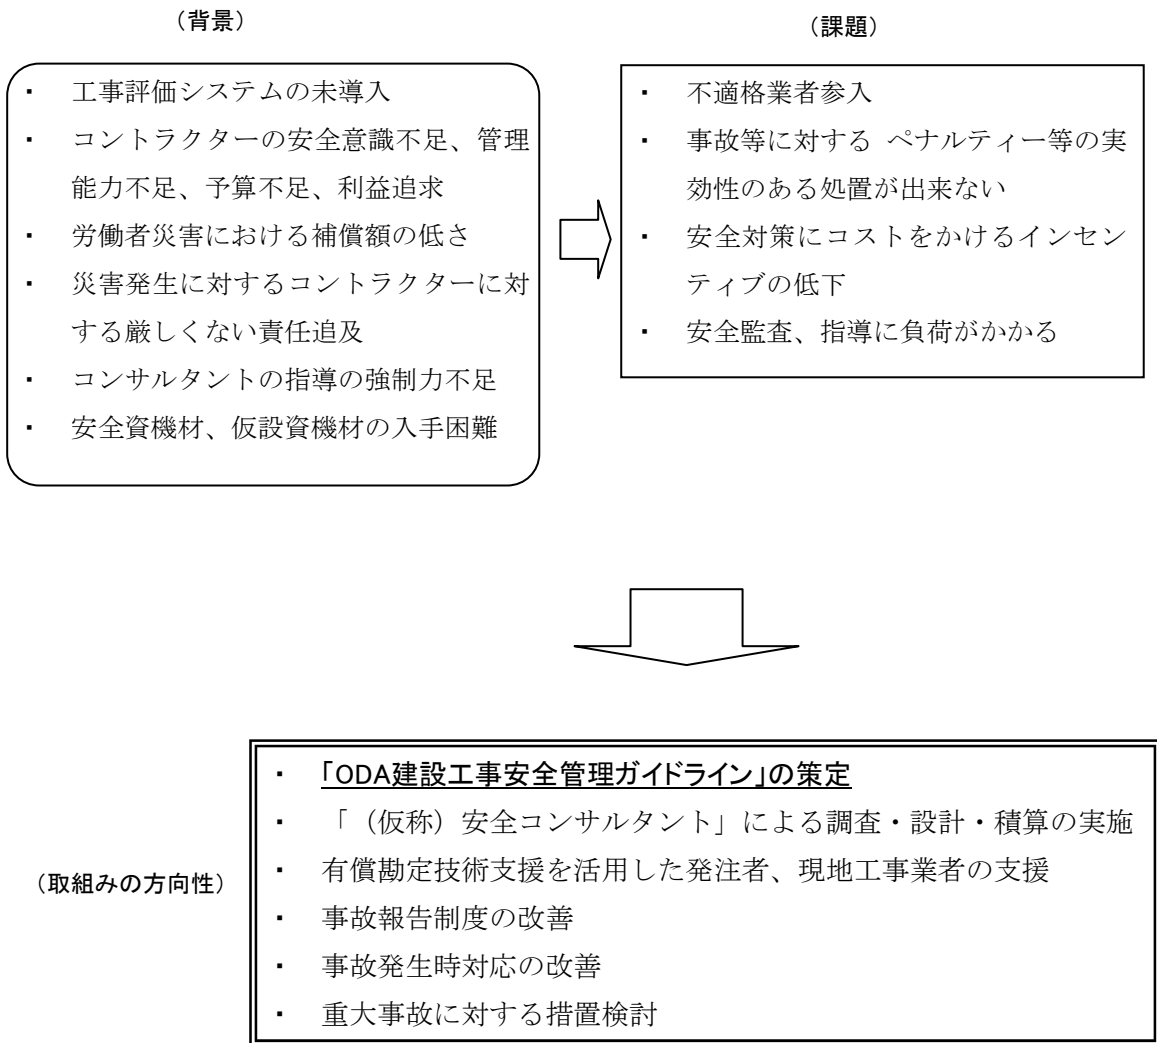 （背景）
・ 工事評価システムの未導入
・ コントラクターの安全意識不足、管理
能力不足、予算不足、利益追求
・ 労働者災害における補償額の低さ
・ 災害発生に対するコントラクターに対
する厳しくない責任追及
・ コンサルタントの指導の強制力不足
・ 安全資機材、仮設資機材の入手困難
（課題）
・ 不適格業者参入
・ 事故等に対する ペナルティー等の実
効性のある処置が出来ない
・ 安全対策にコストをかけるインセン
ティブの低下
・ 安全監査、指導に負荷がかかる
（取組みの方向性）
・ 「ODA建設工事安全管理ガイドライン」の策定
・ 「（仮称）安全コンサルタント」による調査・設計・積算の実施
・ 有償勘定技術支援を活用した発注者、現地工事業者の支援
・ 事故報告制度の改善
・ 事故発生時対応の改善
・ 重大事故に対する措置検討